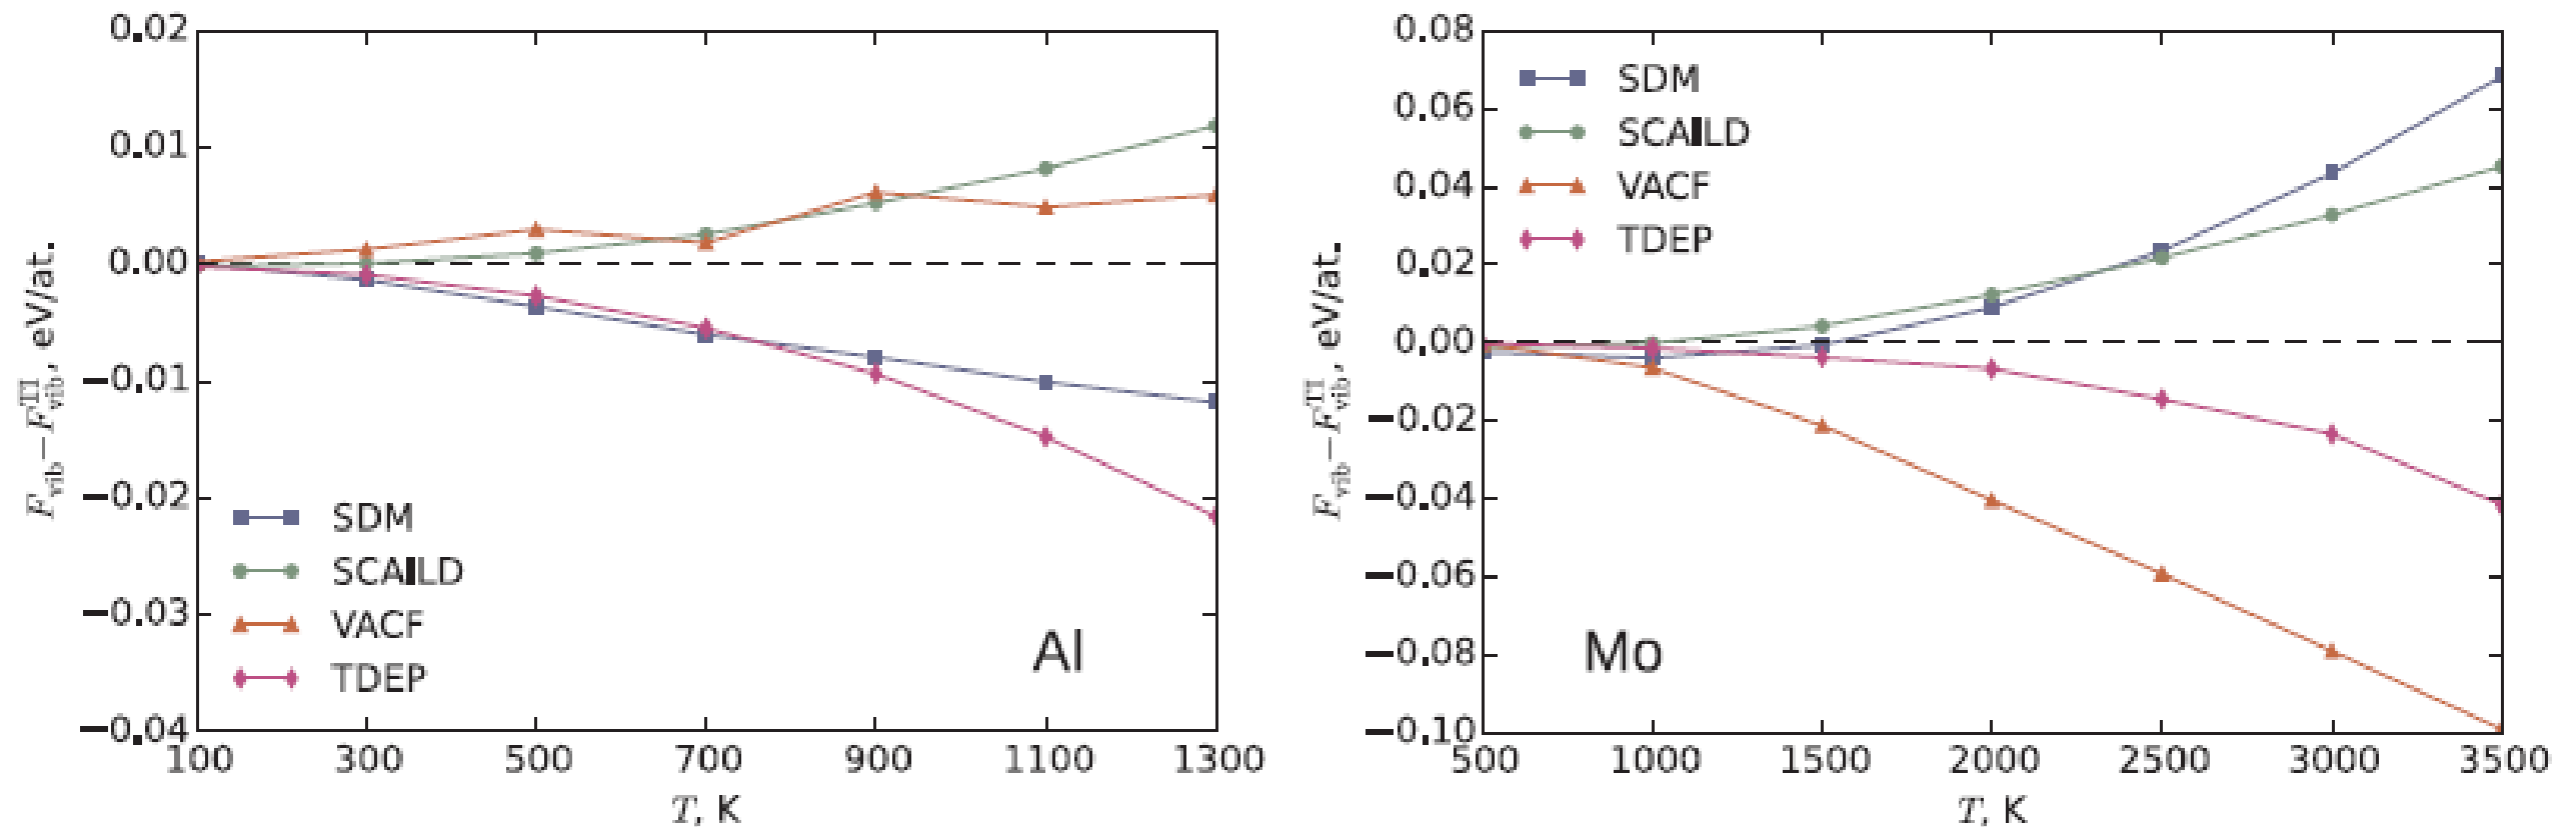 0.02
0.01
0.00
−0.01
−0.02
−0.03
−0.04
F_vib − F_vib^TI, eV/at.
SDM
SCAILD
VACF
TDEP
Al
100 300 500 700 900 1100 1300
T, K
0.08
0.06
0.04
0.02
0.00
−0.02
−0.04
−0.06
−0.08
−0.10
F_vib − F_vib^TI, eV/at.
SDM
SCAILD
VACF
TDEP
Mo
500 1000 1500 2000 2500 3000 3500
T, K